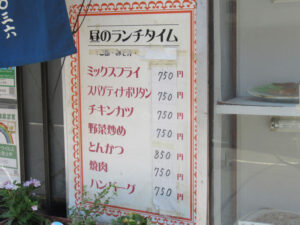 〇三六
昼のランチタイム
ミックスフライ 750円
スパゲティナポリタン 750円
チキンカツ 750円
野菜炒め 750円
とんかつ 850円
焼肉 750円
ハンバーグ 750円